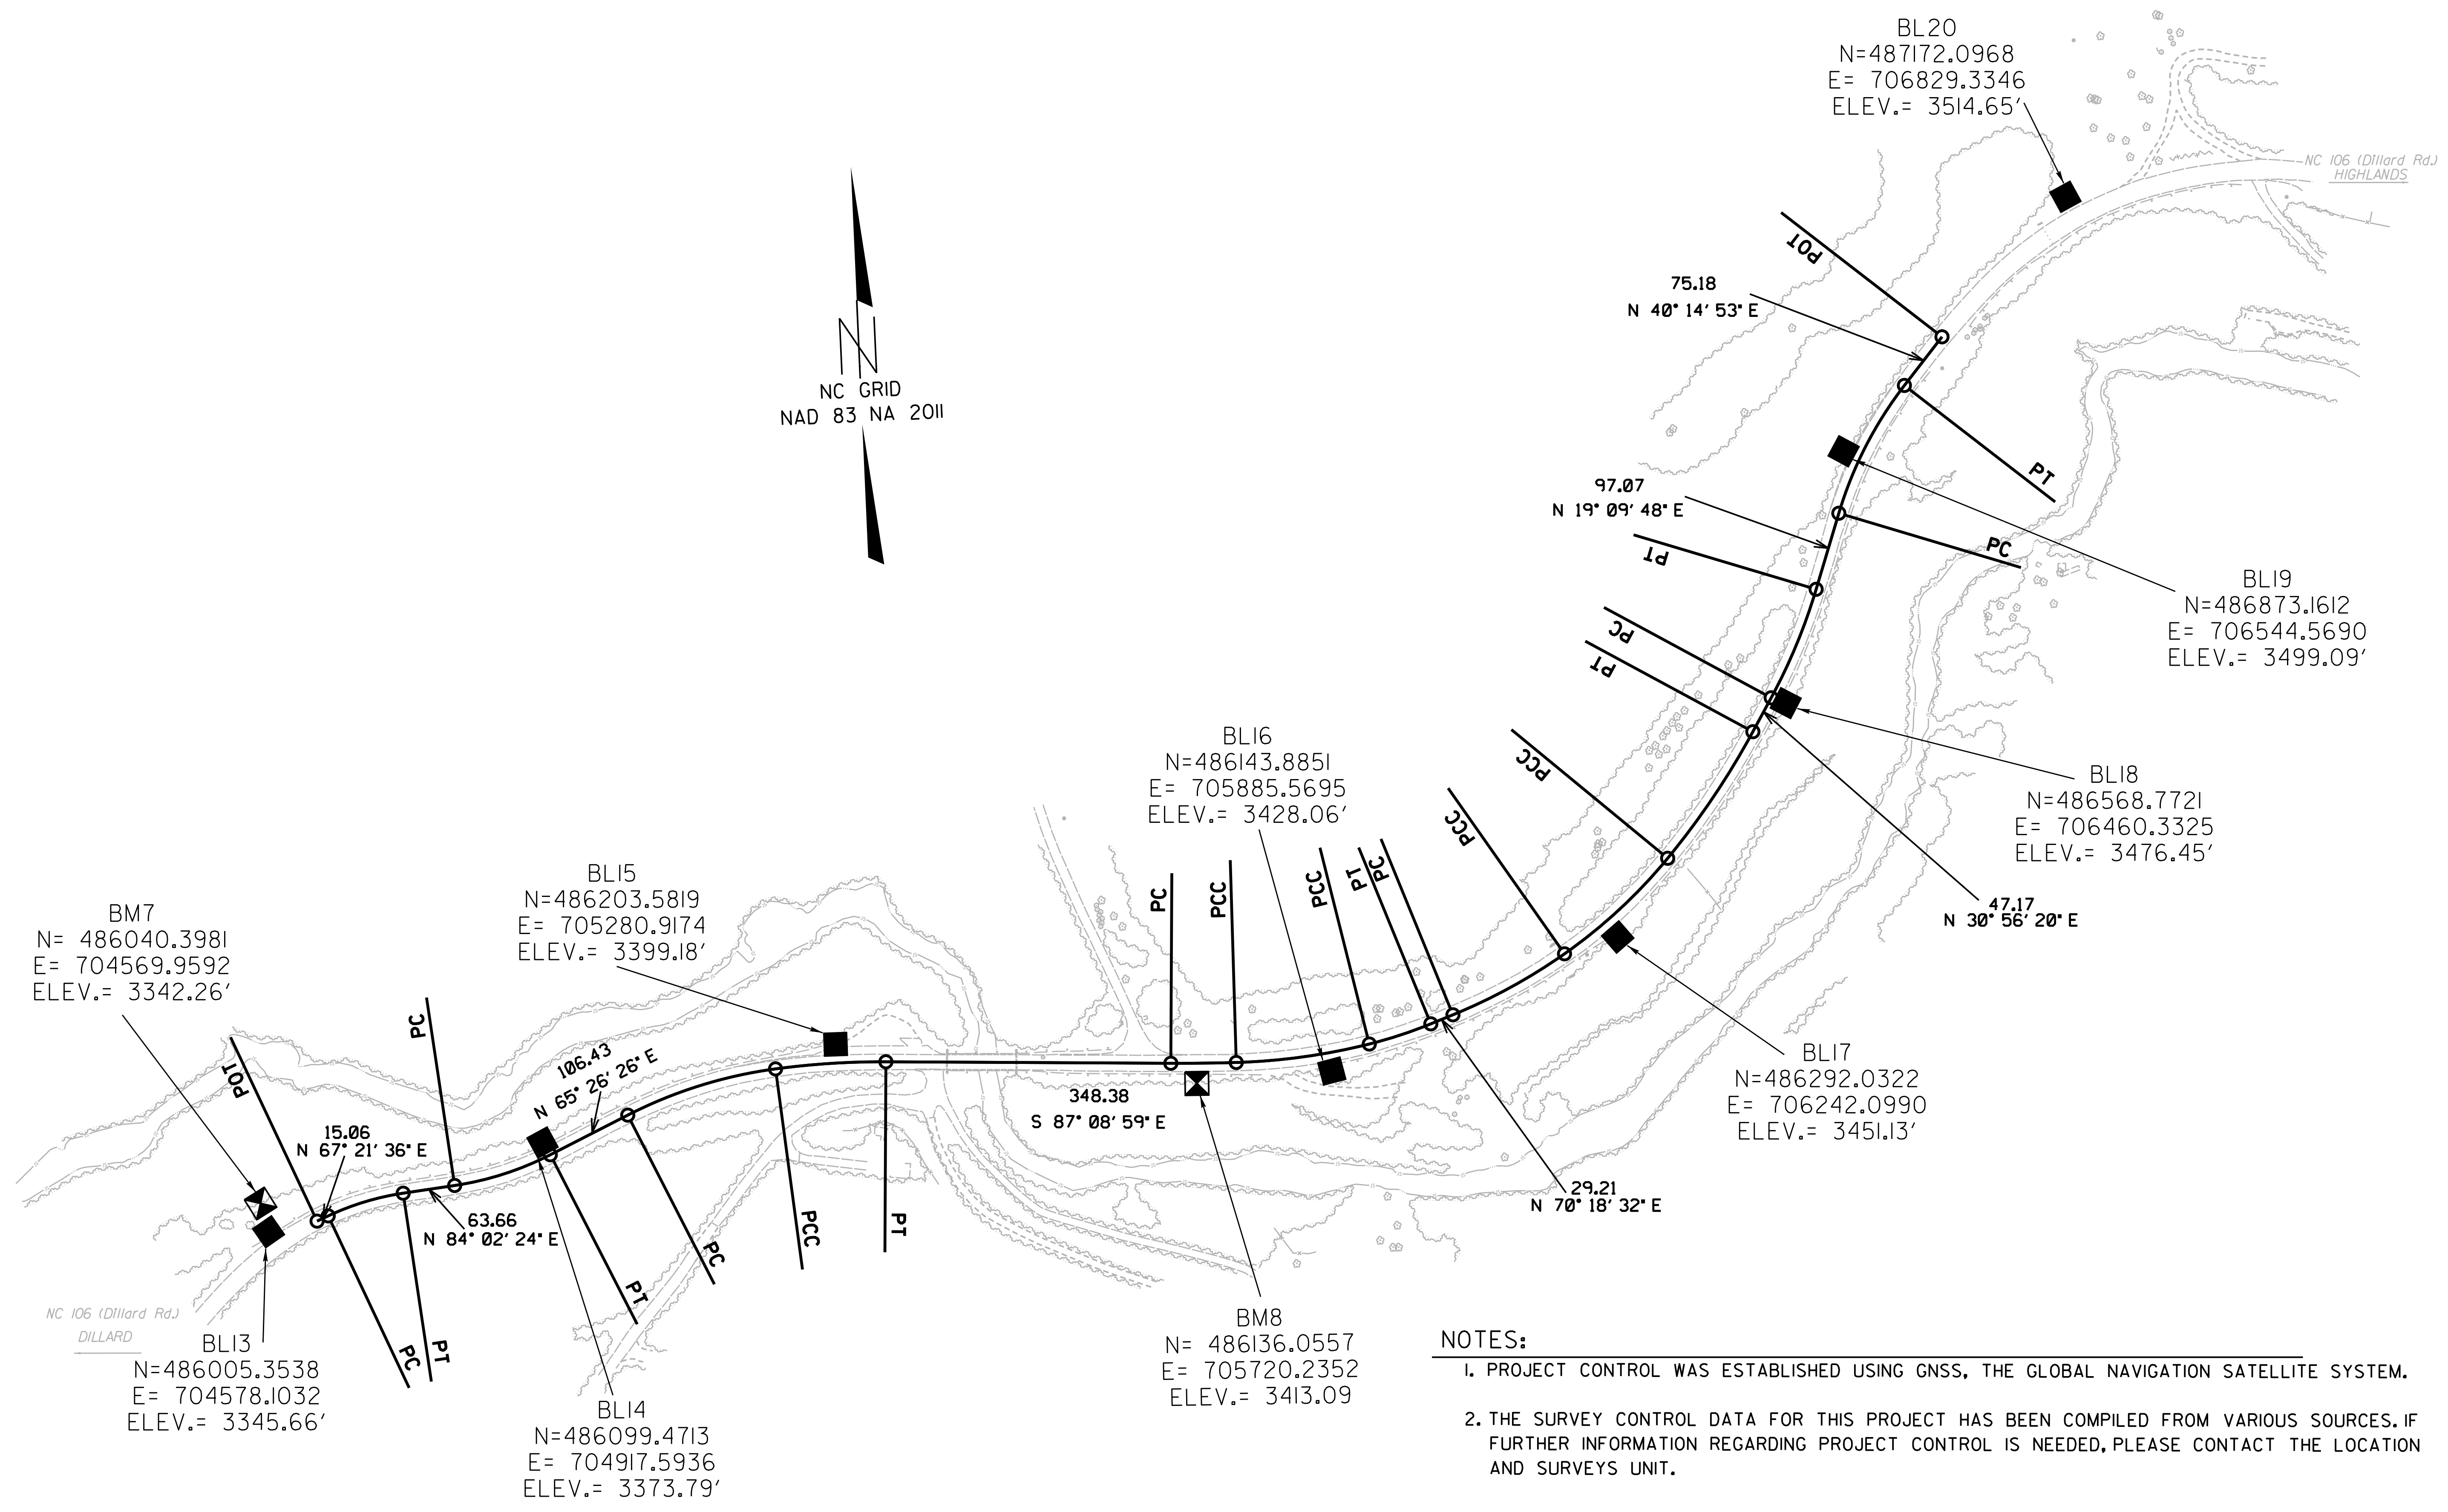 BL20
N=487172.0968
E= 706829.3346
ELEV.= 3514.65'
NC 106 (Dillard Rd.)
HIGHLANDS
POT
75.18
N 40° 14' 53" E
NC GRID
NAD 83 NA 2011
PT
97.07
N 19° 09' 48" E
PT
PC
BL19
N=486873.1612
E= 706544.5690
ELEV.= 3499.09'
PC
PT
BL16
N=486143.8851
E= 705885.5695
ELEV.= 3428.06'
PCC
BL18
N=486568.7721
E= 706460.3325
ELEV.= 3476.45'
PCC
47.17
N 30° 56' 20" E
BL15
N=486203.5819
E= 705280.9174
ELEV.= 3399.18'
PC
PCC
PCC
PT
PC
BM7
N= 486040.3981
E= 704569.9592
ELEV.= 3342.26'
PC
106.43
N 65° 26' 26" E
POT
15.06
N 67° 21' 36" E
348.38
S 87° 08' 59" E
BL17
N=486292.0322
E= 706242.0990
ELEV.= 3451.13'
29.21
N 70° 18' 32" E
63.66
N 84° 02' 24" E
PCC
PT
PC
PT
NC 106 (Dillard Rd.)
DILLARD
PC
PT
BL13
N=486005.3538
E= 704578.1032
ELEV.= 3345.66'
BL14
N=486099.4713
E= 704917.5936
ELEV.= 3373.79'
BM8
N= 486136.0557
E= 705720.2352
ELEV.= 3413.09
NOTES:
1. PROJECT CONTROL WAS ESTABLISHED USING GNSS, THE GLOBAL NAVIGATION SATELLITE SYSTEM.
2. THE SURVEY CONTROL DATA FOR THIS PROJECT HAS BEEN COMPILED FROM VARIOUS SOURCES. IF
FURTHER INFORMATION REGARDING PROJECT CONTROL IS NEEDED, PLEASE CONTACT THE LOCATION
AND SURVEYS UNIT.